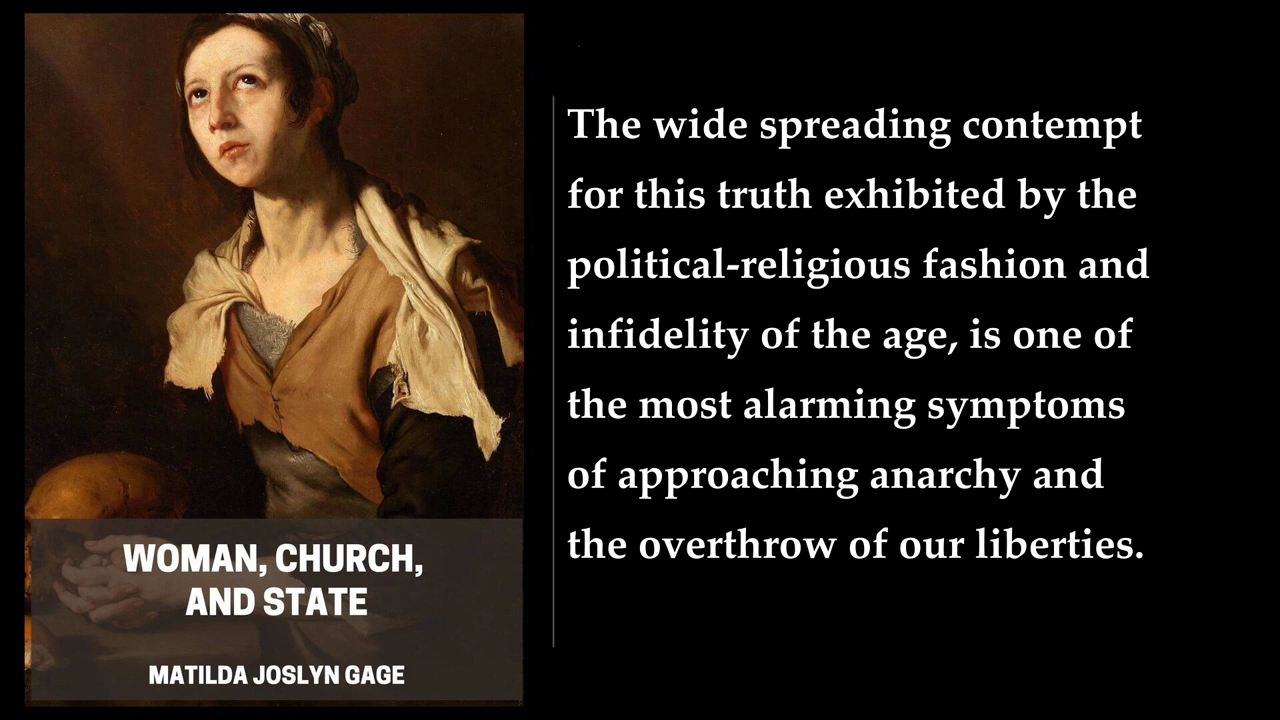 WOMAN, CHURCH,
AND STATE
MATILDA JOSLYN GAGE
The wide spreading contempt
for this truth exhibited by the
political-religious fashion and
infidelity of the age, is one of
the most alarming symptoms
of approaching anarchy and
the overthrow of our liberties.